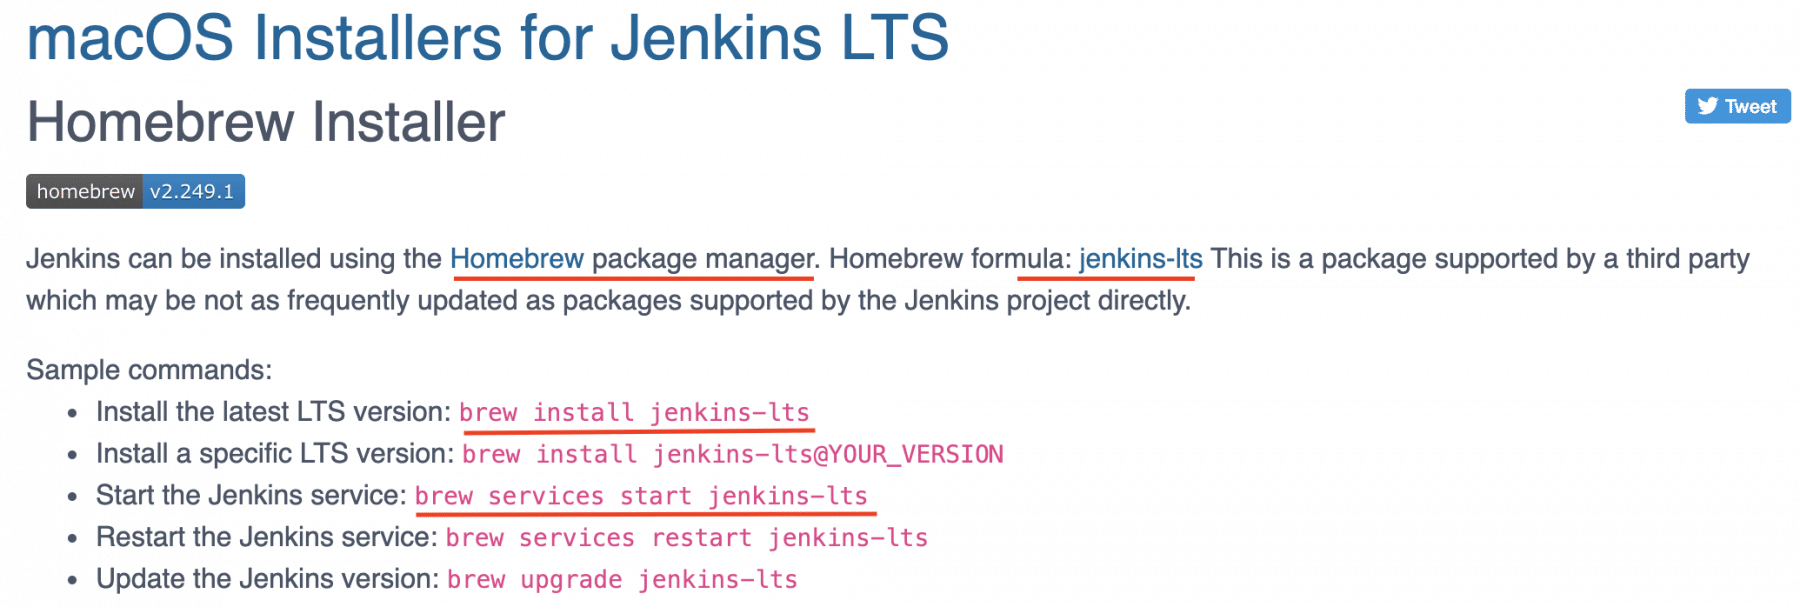 macOS Installers for Jenkins LTS
Homebrew Installer
Tweet
homebrew v2.249.1
Jenkins can be installed using the Homebrew package manager. Homebrew formula: jenkins-lts This is a package supported by a third party
which may be not as frequently updated as packages supported by the Jenkins project directly.
Sample commands:
• Install the latest LTS version: brew install jenkins-lts
• Install a specific LTS version: brew install jenkins-lts@YOUR_VERSION
• Start the Jenkins service: brew services start jenkins-lts
• Restart the Jenkins service: brew services restart jenkins-lts
• Update the Jenkins version: brew upgrade jenkins-lts